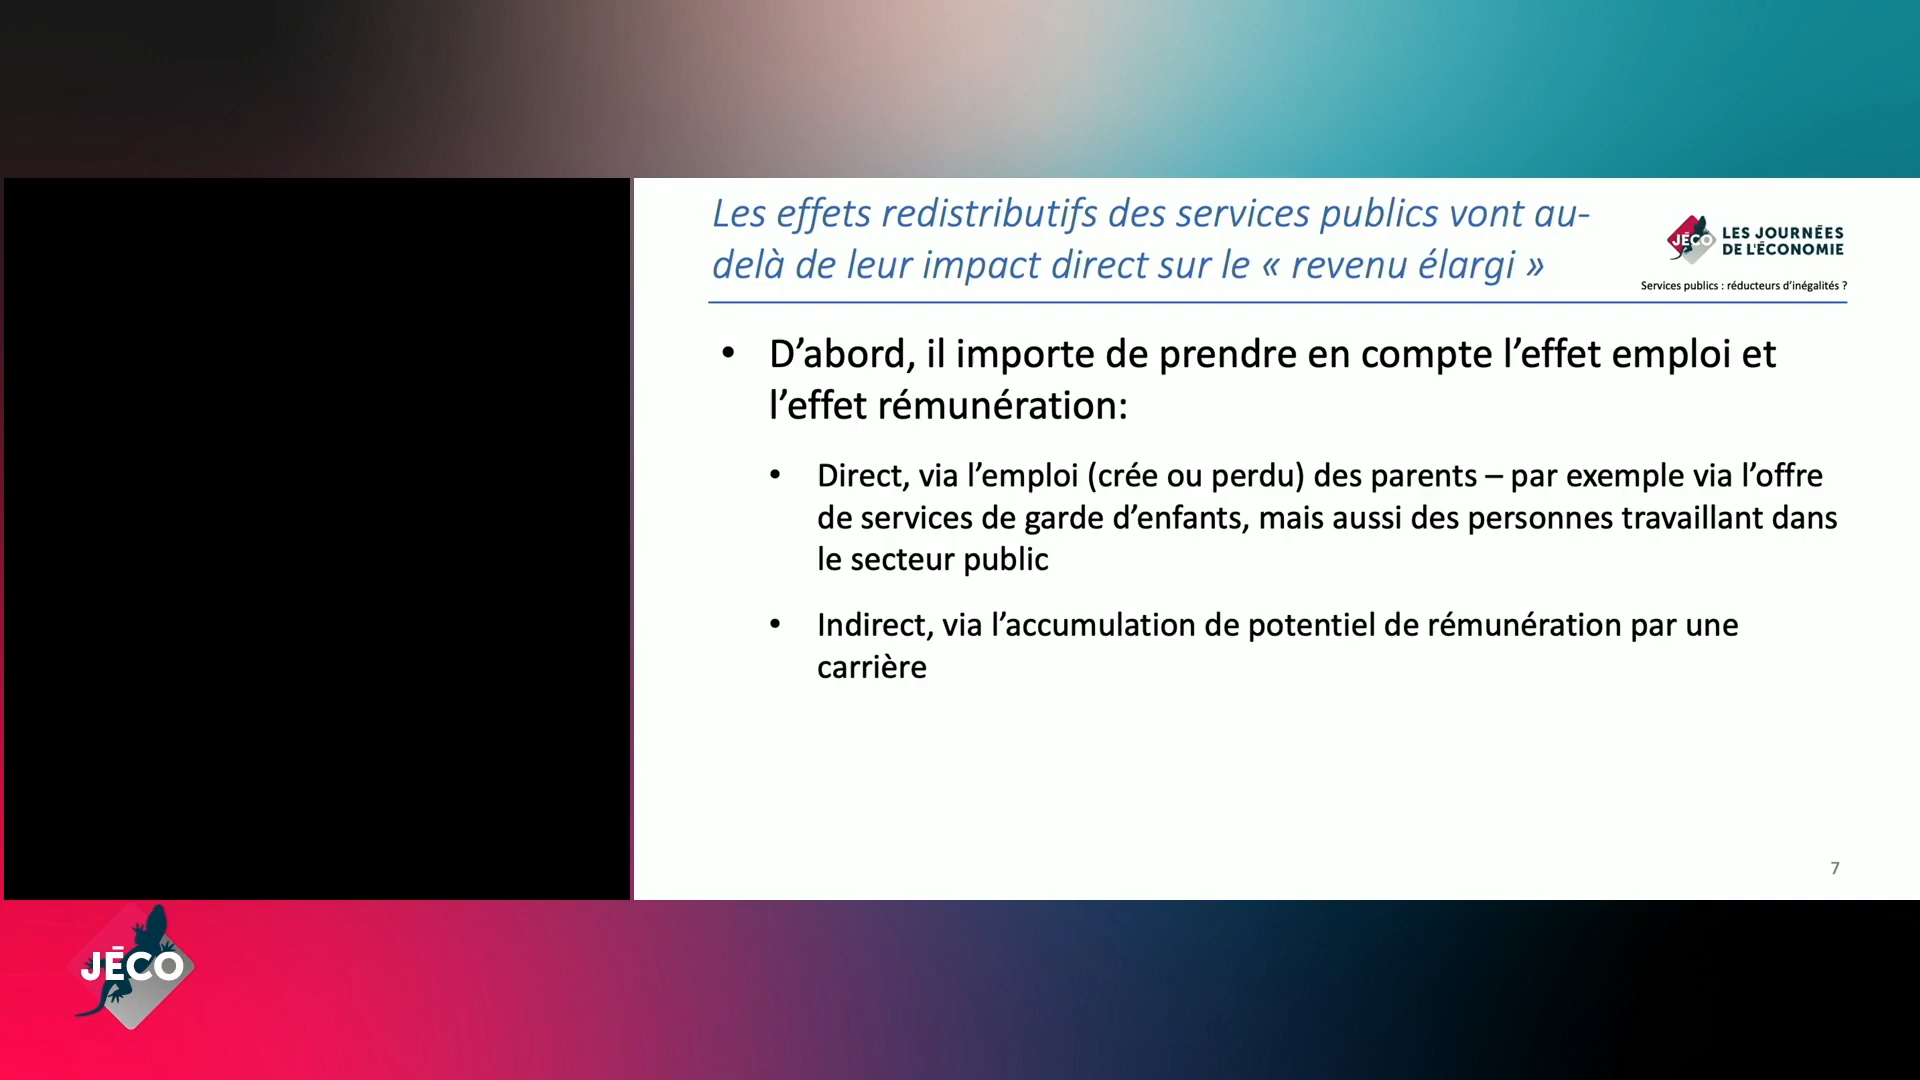 Les effets redistributifs des services publics vont au-
delà de leur impact direct sur le « revenu élargi »
JÉCO
LES JOURNÉES
DE L'ÉCONOMIE
Services publics : réducteurs d’inégalités ?
• D’abord, il importe de prendre en compte l’effet emploi et
l’effet rémunération:
• Direct, via l’emploi (crée ou perdu) des parents – par exemple via l’offre
de services de garde d’enfants, mais aussi des personnes travaillant dans
le secteur public
• Indirect, via l’accumulation de potentiel de rémunération par une
carrière
7
JĒCO